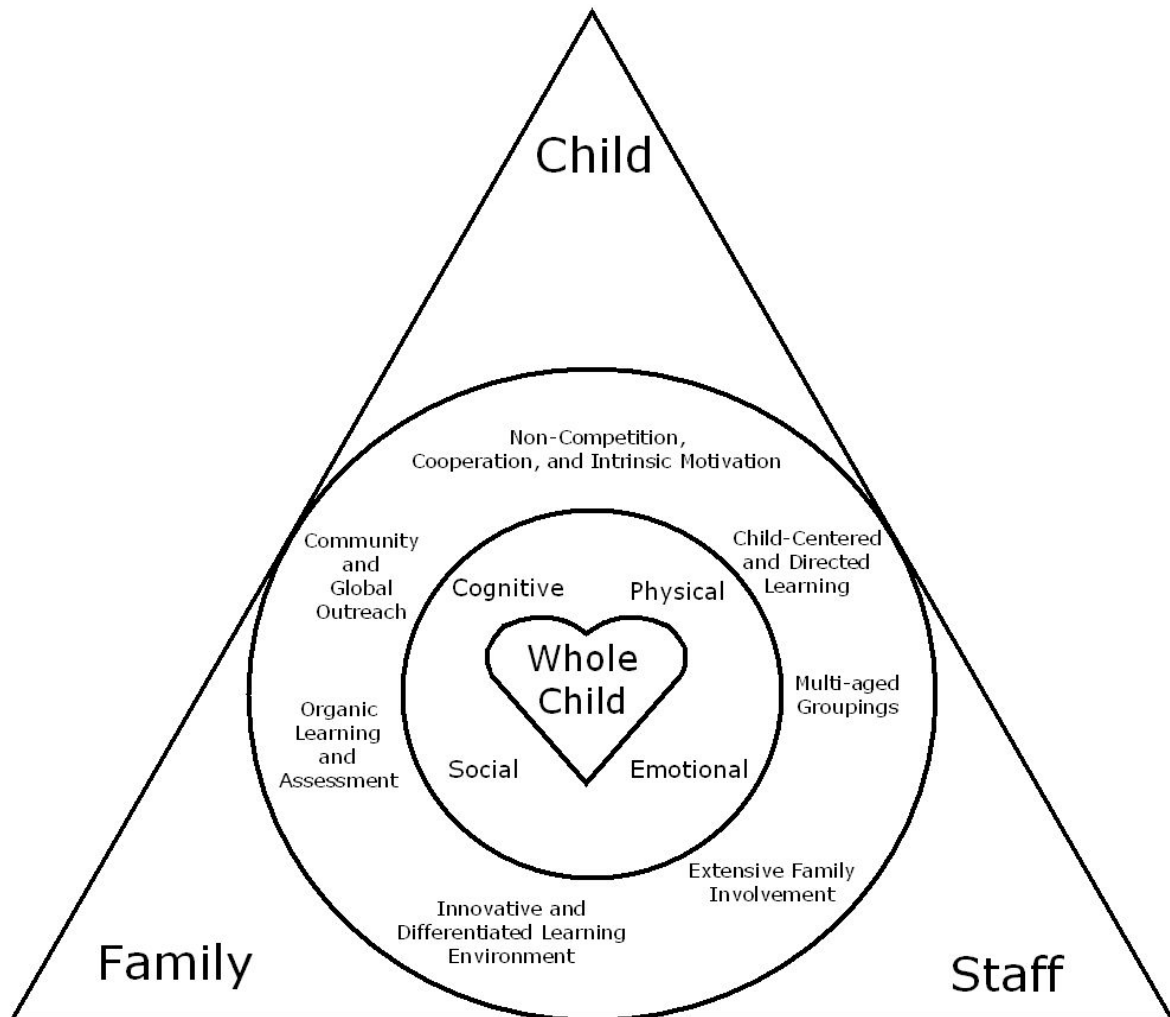 Child
Non-Competition,
Cooperation, and Intrinsic Motivation
Community
and
Global
Outreach
Child-Centered
and Directed
Learning
Cognitive
Physical
Whole
Child
Multi-aged
Groupings
Organic
Learning
and
Assessment
Social
Emotional
Extensive Family
Involvement
Innovative and
Differentiated Learning
Environment
Family
Staff